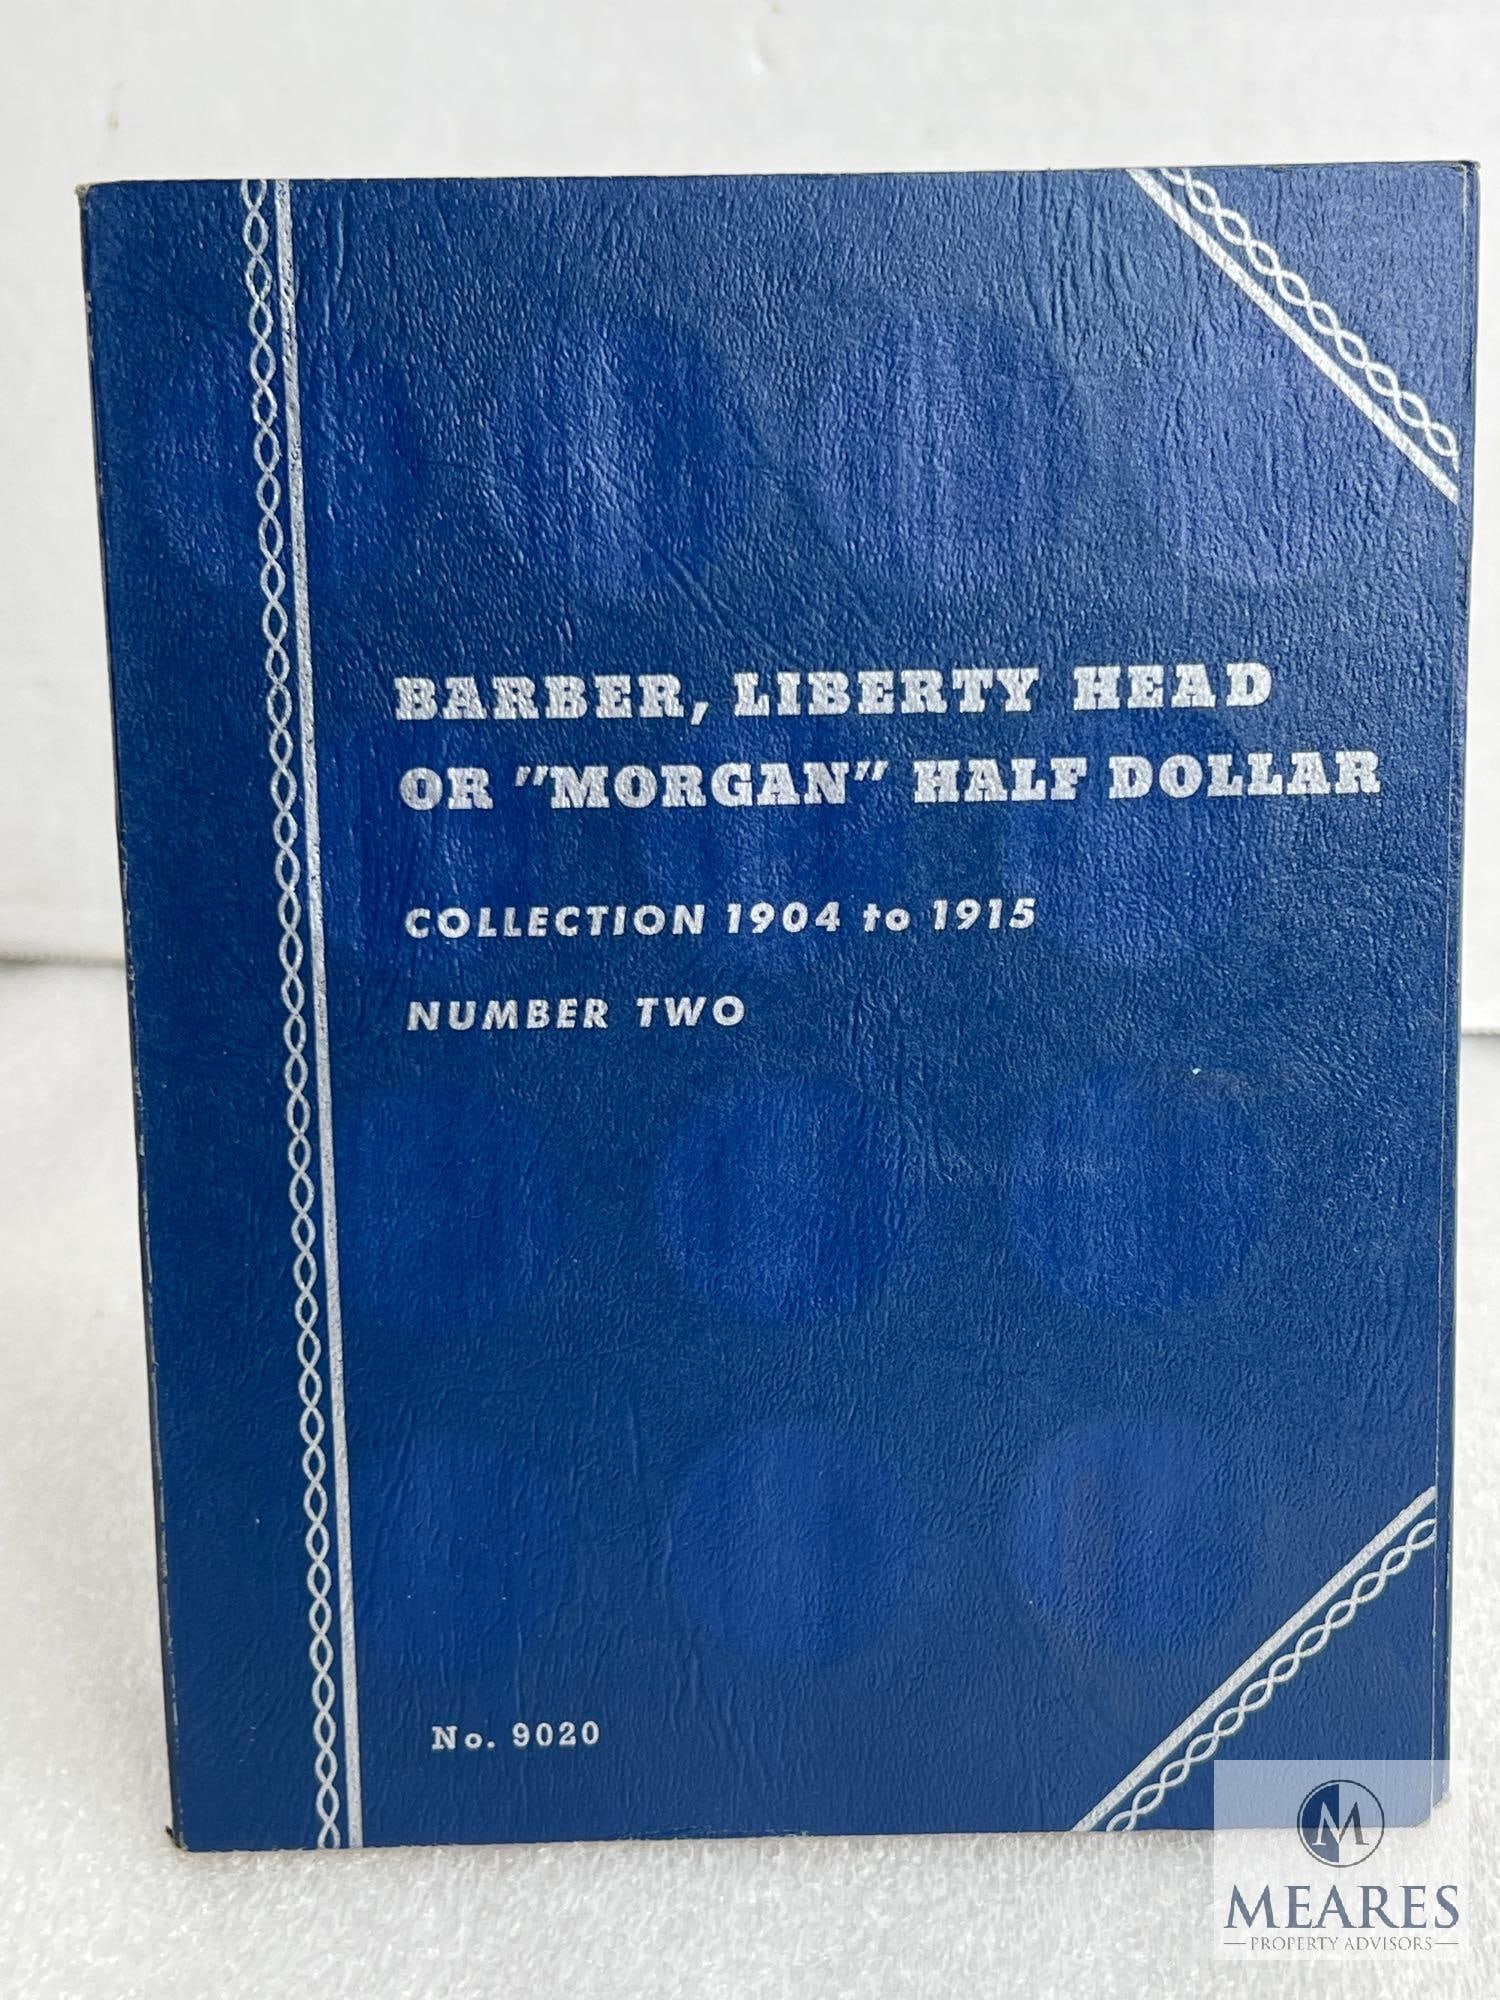 BARBER, LIBERTY HEAD
OR "MORGAN" HALF DOLLAR
COLLECTION 1904 to 1915
NUMBER TWO
No. 9020
M
MEARES
PROPERTY ADVISORS